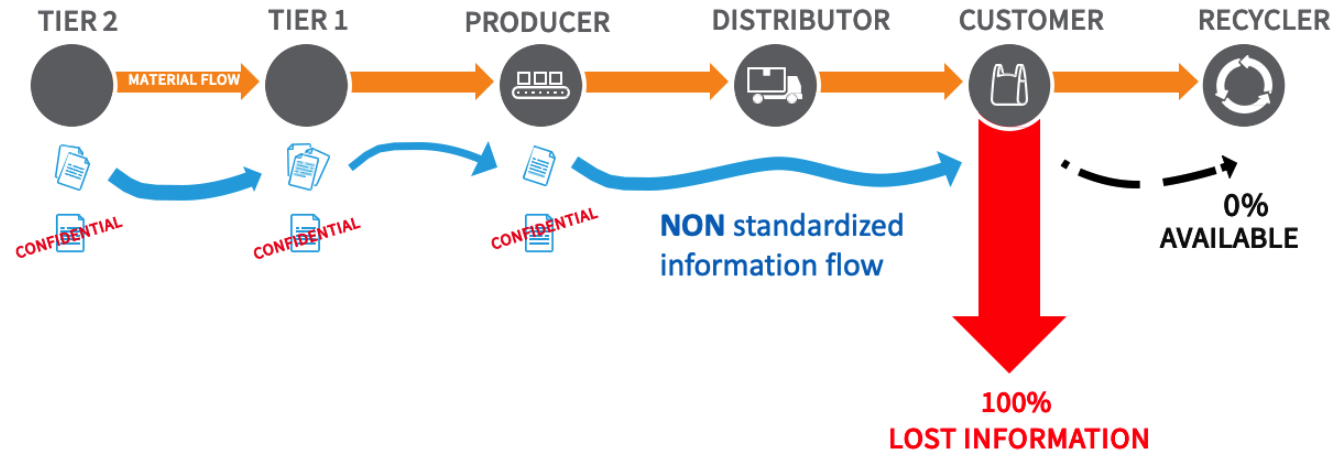 TIER 2
TIER 1
PRODUCER
DISTRIBUTOR
CUSTOMER
RECYCLER
MATERIAL FLOW
CONFIDENTIAL
CONFIDENTIAL
CONFIDENTIAL
NON standardized
information flow
0%
AVAILABLE
100%
LOST INFORMATION